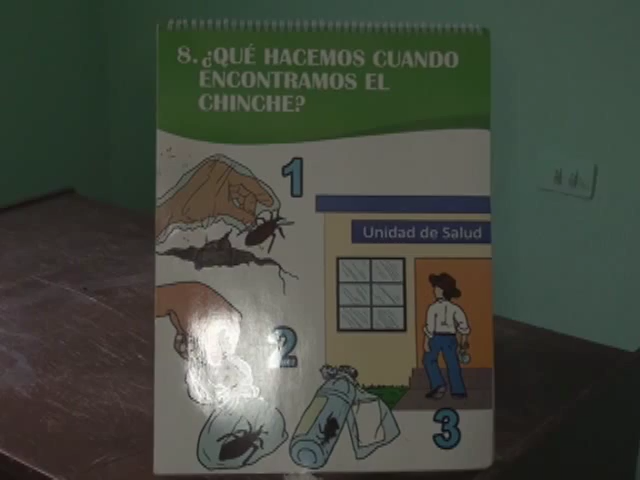 8. ¿QUÉ HACEMOS CUANDO
ENCONTRAMOS EL
CHINCHE?
1
Unidad de Salud
2
3